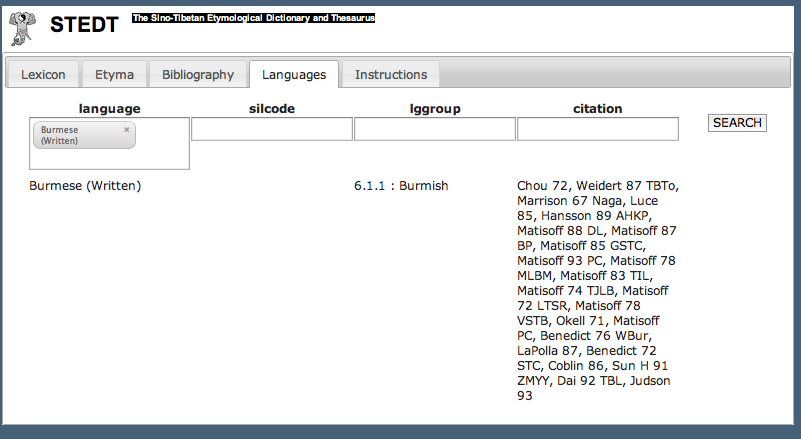 STEDT
The Sino-Tibetan Etymological Dictionary and Thesaurus
Lexicon Etyma Bibliography Languages Instructions
language silcode lggroup citation
SEARCH
Burmese ×
(Written)
Burmese (Written)
6.1.1 : Burmish
Chou 72, Weidert 87 TBTo,
Marrison 67 Naga, Luce
85, Hansson 89 AHKP,
Matisoff 88 DL, Matisoff 87
BP, Matisoff 85 GSTC,
Matisoff 93 PC, Matisoff 78
MLBM, Matisoff 83 TIL,
Matisoff 74 TJLB, Matisoff
72 LTSR, Matisoff 78
VSTB, Okell 71, Matisoff
PC, Benedict 76 WBur,
LaPolla 87, Benedict 72
STC, Coblin 86, Sun H 91
ZMYY, Dai 92 TBL, Judson
93